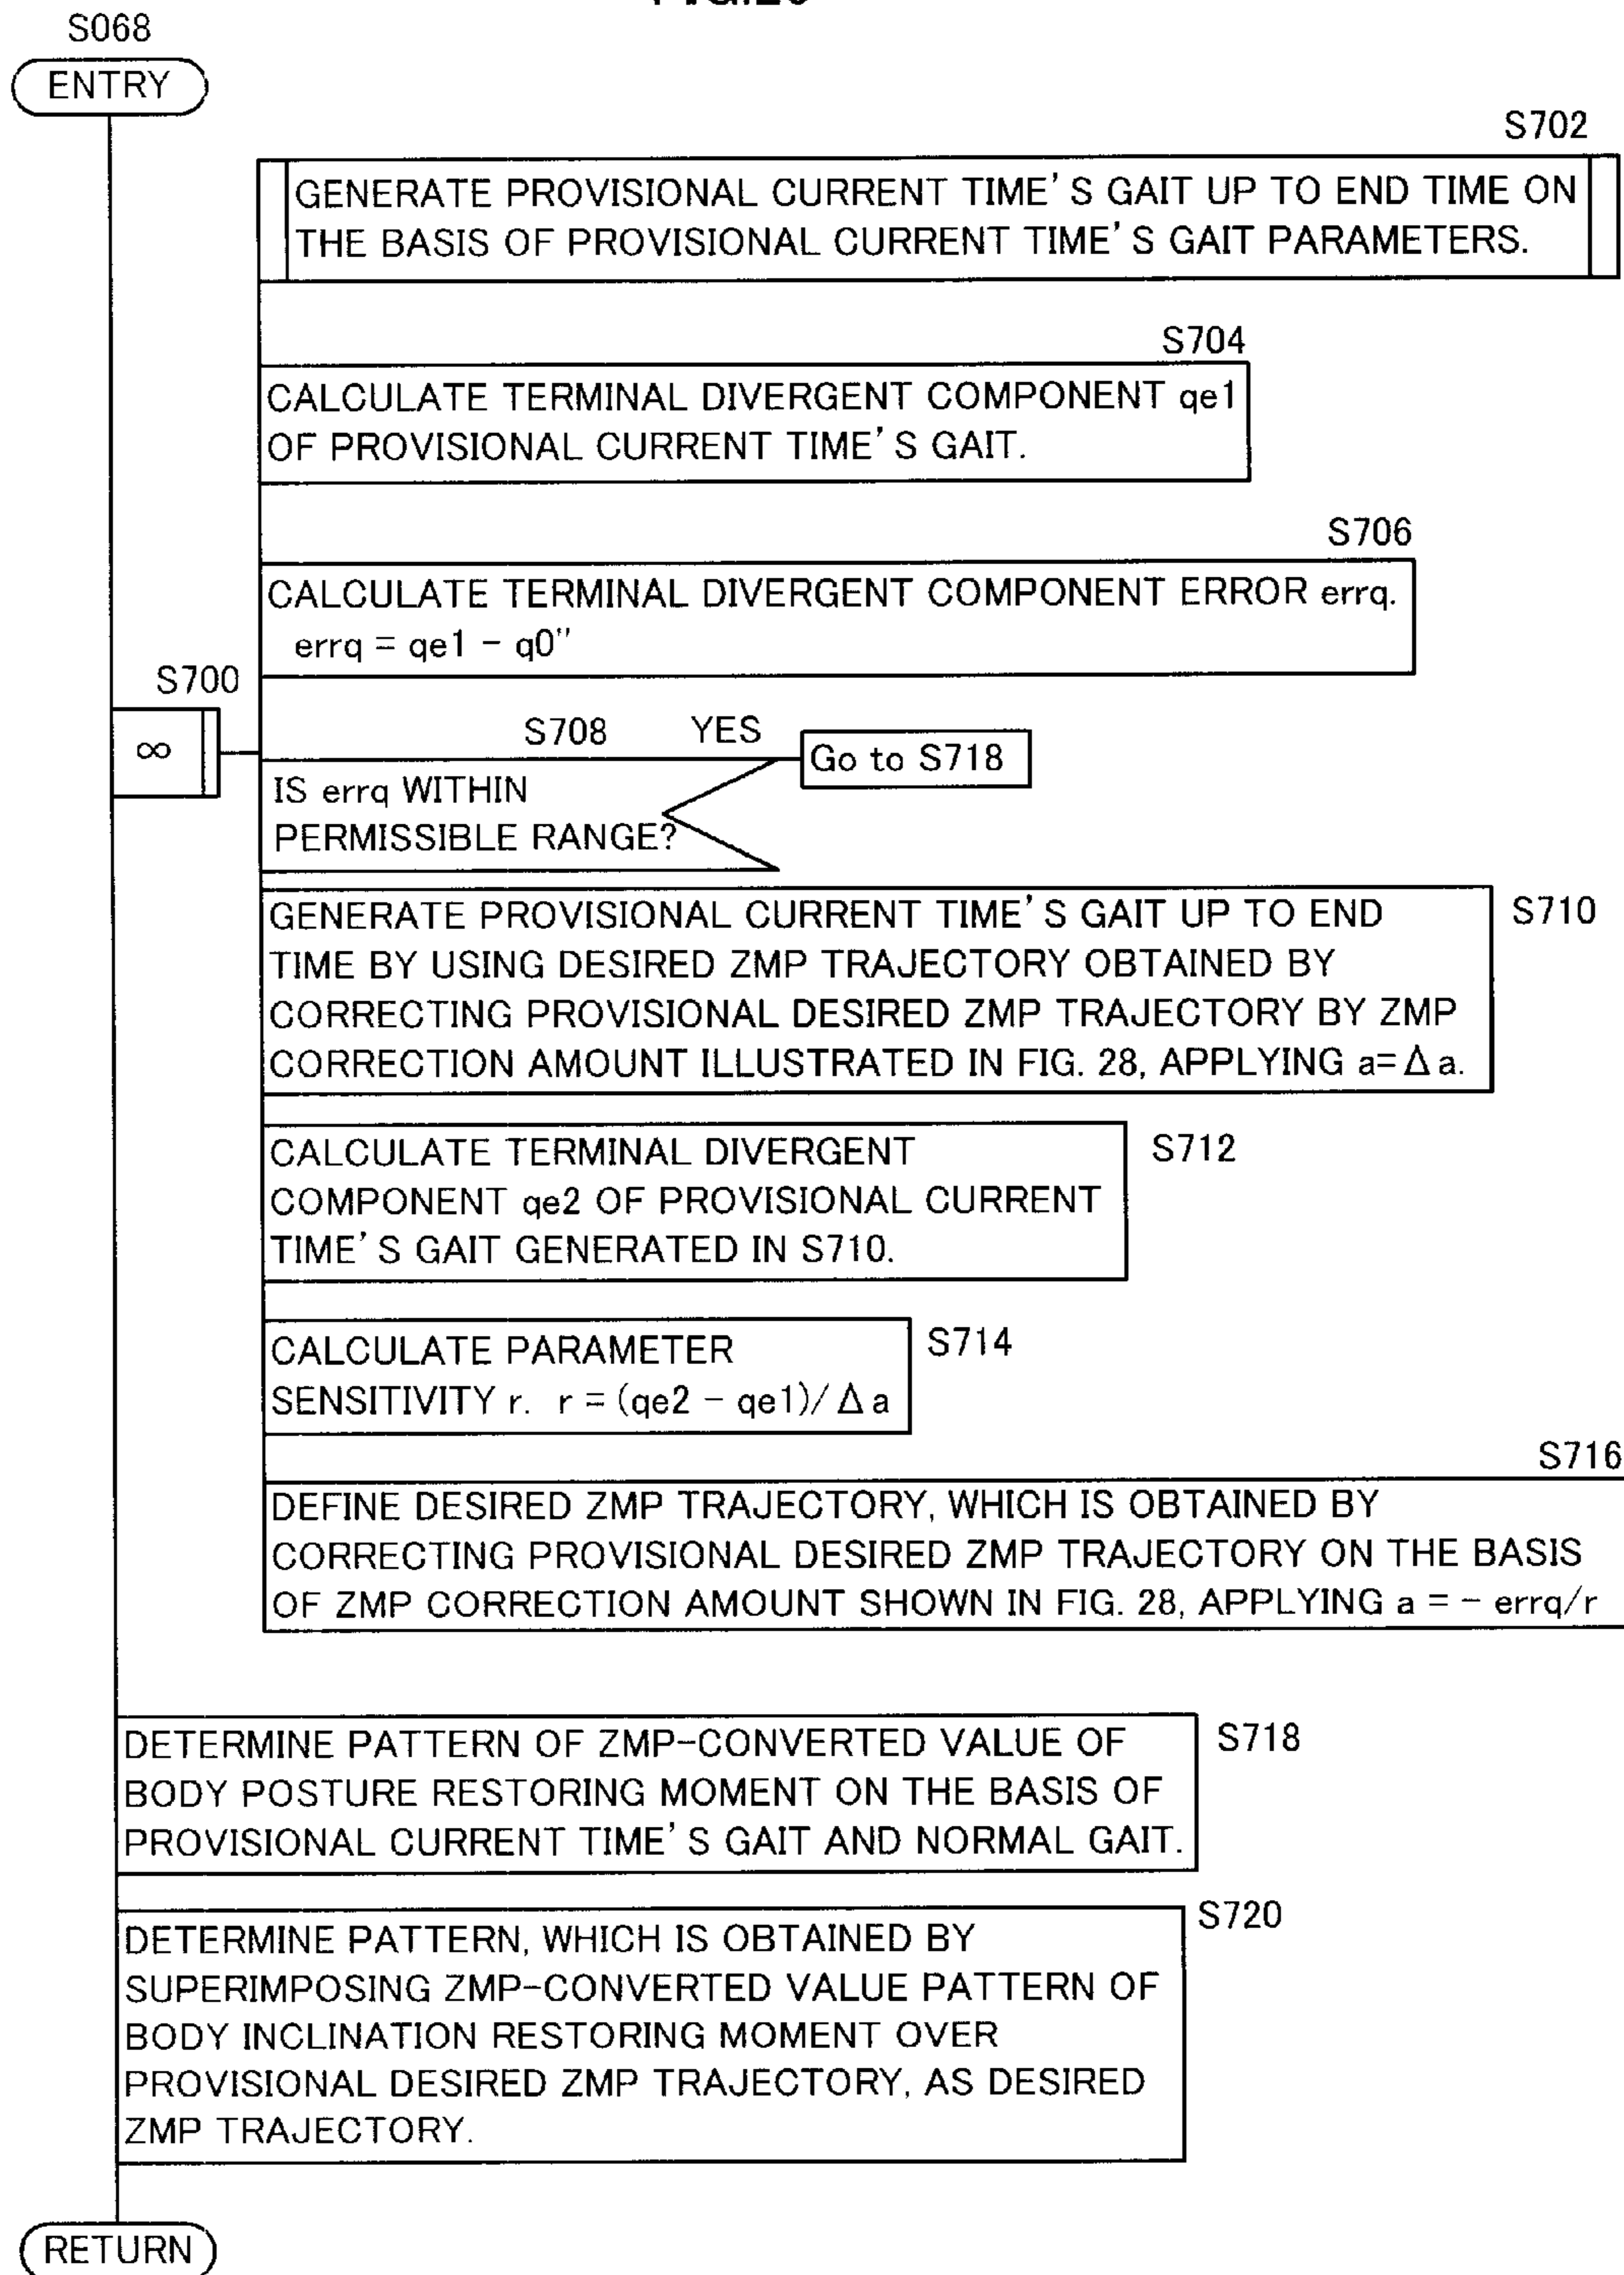 S068
ENTRY
S702
GENERATE PROVISIONAL CURRENT TIME'S GAIT UP TO END TIME ON
THE BASIS OF PROVISIONAL CURRENT TIME'S GAIT PARAMETERS.
S704
CALCULATE TERMINAL DIVERGENT COMPONENT qe1
OF PROVISIONAL CURRENT TIME'S GAIT.
S706
CALCULATE TERMINAL DIVERGENT COMPONENT ERROR errq.
errq = qe1 - q0"
S700
∞
S708 YES
Go to S718
IS errq WITHIN
PERMISSIBLE RANGE?
GENERATE PROVISIONAL CURRENT TIME'S GAIT UP TO END
TIME BY USING DESIRED ZMP TRAJECTORY OBTAINED BY
CORRECTING PROVISIONAL DESIRED ZMP TRAJECTORY BY ZMP
CORRECTION AMOUNT ILLUSTRATED IN FIG. 28, APPLYING a=Δa.
S710
CALCULATE TERMINAL DIVERGENT
COMPONENT qe2 OF PROVISIONAL CURRENT
TIME'S GAIT GENERATED IN S710.
S712
CALCULATE PARAMETER
SENSITIVITY r. r = (qe2 - qe1)/Δa
S714
S716
DEFINE DESIRED ZMP TRAJECTORY, WHICH IS OBTAINED BY
CORRECTING PROVISIONAL DESIRED ZMP TRAJECTORY ON THE BASIS
OF ZMP CORRECTION AMOUNT SHOWN IN FIG. 28, APPLYING a = - errq/r
DETERMINE PATTERN OF ZMP-CONVERTED VALUE OF
BODY POSTURE RESTORING MOMENT ON THE BASIS OF
PROVISIONAL CURRENT TIME'S GAIT AND NORMAL GAIT.
S718
DETERMINE PATTERN, WHICH IS OBTAINED BY
SUPERIMPOSING ZMP-CONVERTED VALUE PATTERN OF
BODY INCLINATION RESTORING MOMENT OVER
PROVISIONAL DESIRED ZMP TRAJECTORY, AS DESIRED
ZMP TRAJECTORY.
S720
RETURN